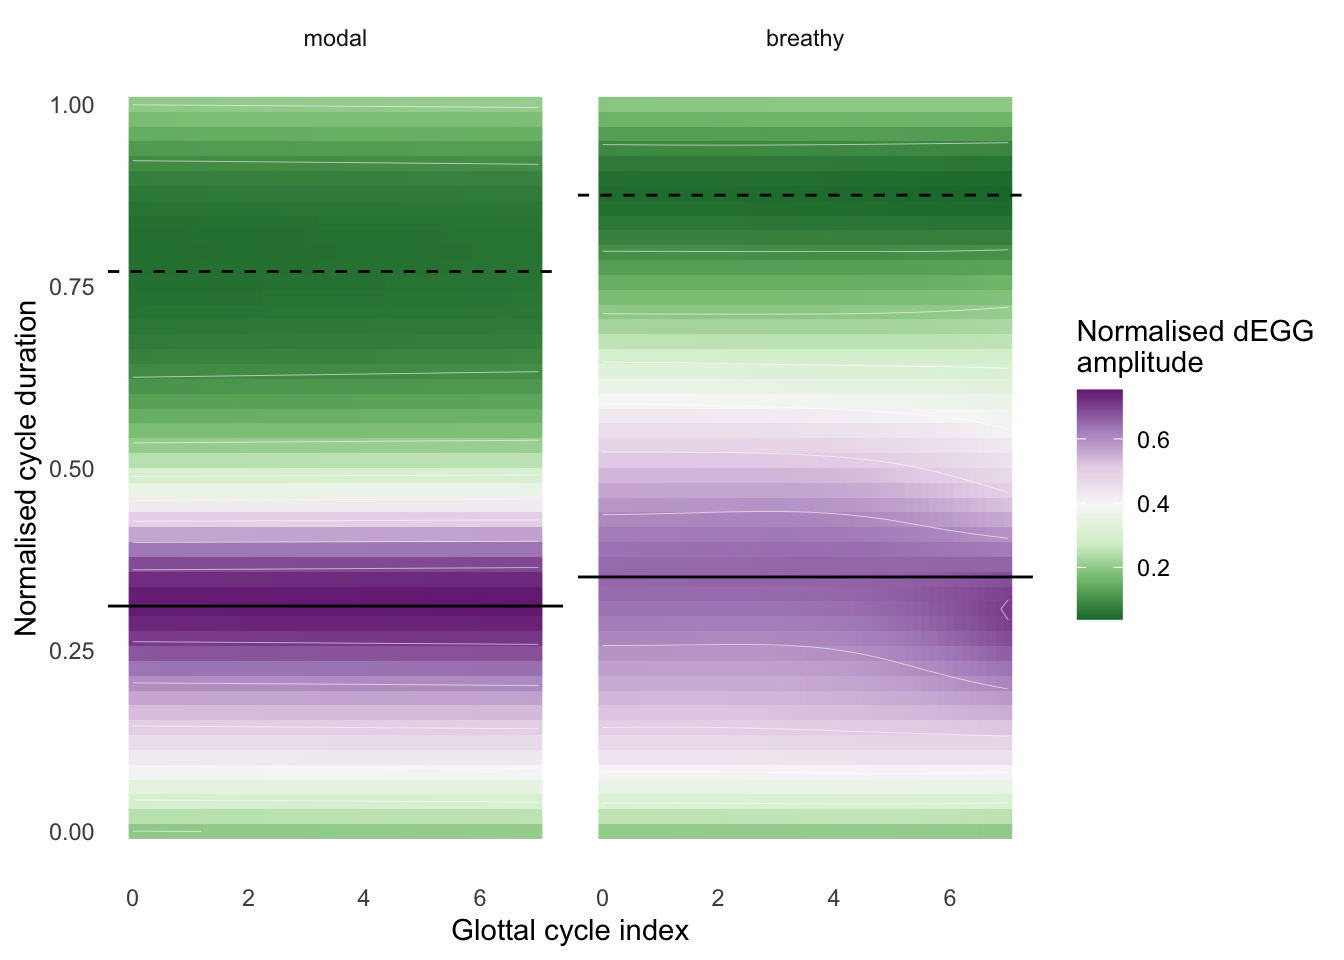 modal
breathy
1.00
0.75
0.50
0.25
0.00
Normalised cycle duration
0 2 4 6
0 2 4 6
Glottal cycle index
Normalised dEGG
amplitude
0.6
0.4
0.2